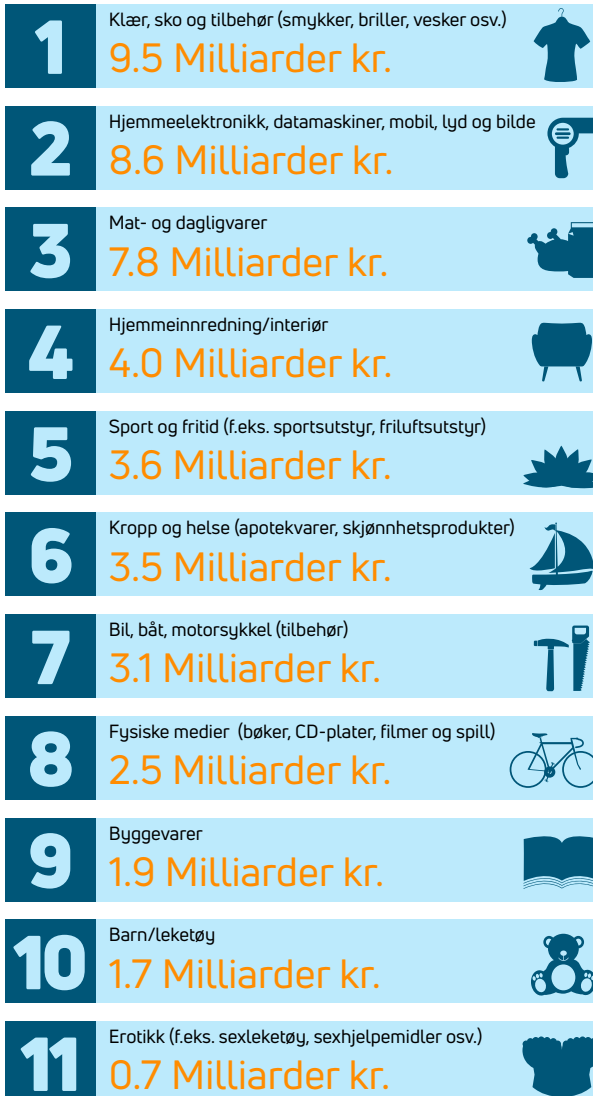 1
Klær, sko og tilbehør (smykker, briller, vesker osv.)
9.5 Milliarder kr.
2
Hjemmeelektronikk, datamaskiner, mobil, lyd og bilde
8.6 Milliarder kr.
3
Mat- og dagligvarer
7.8 Milliarder kr.
4
Hjemmeinnredning/interiør
4.0 Milliarder kr.
5
Sport og fritid (f.eks. sportsutstyr, friluftsutstyr)
3.6 Milliarder kr.
6
Kropp og helse (apotekvarer, skjønnhetsprodukter)
3.5 Milliarder kr.
7
Bil, båt, motorsykkel (tilbehør)
3.1 Milliarder kr.
8
Fysiske medier (bøker, CD-plater, filmer og spill)
2.5 Milliarder kr.
9
Byggevarer
1.9 Milliarder kr.
10
Barn/leketøy
1.7 Milliarder kr.
11
Erotikk (f.eks. sexleketøy, sexhjelpemidler osv.)
0.7 Milliarder kr.